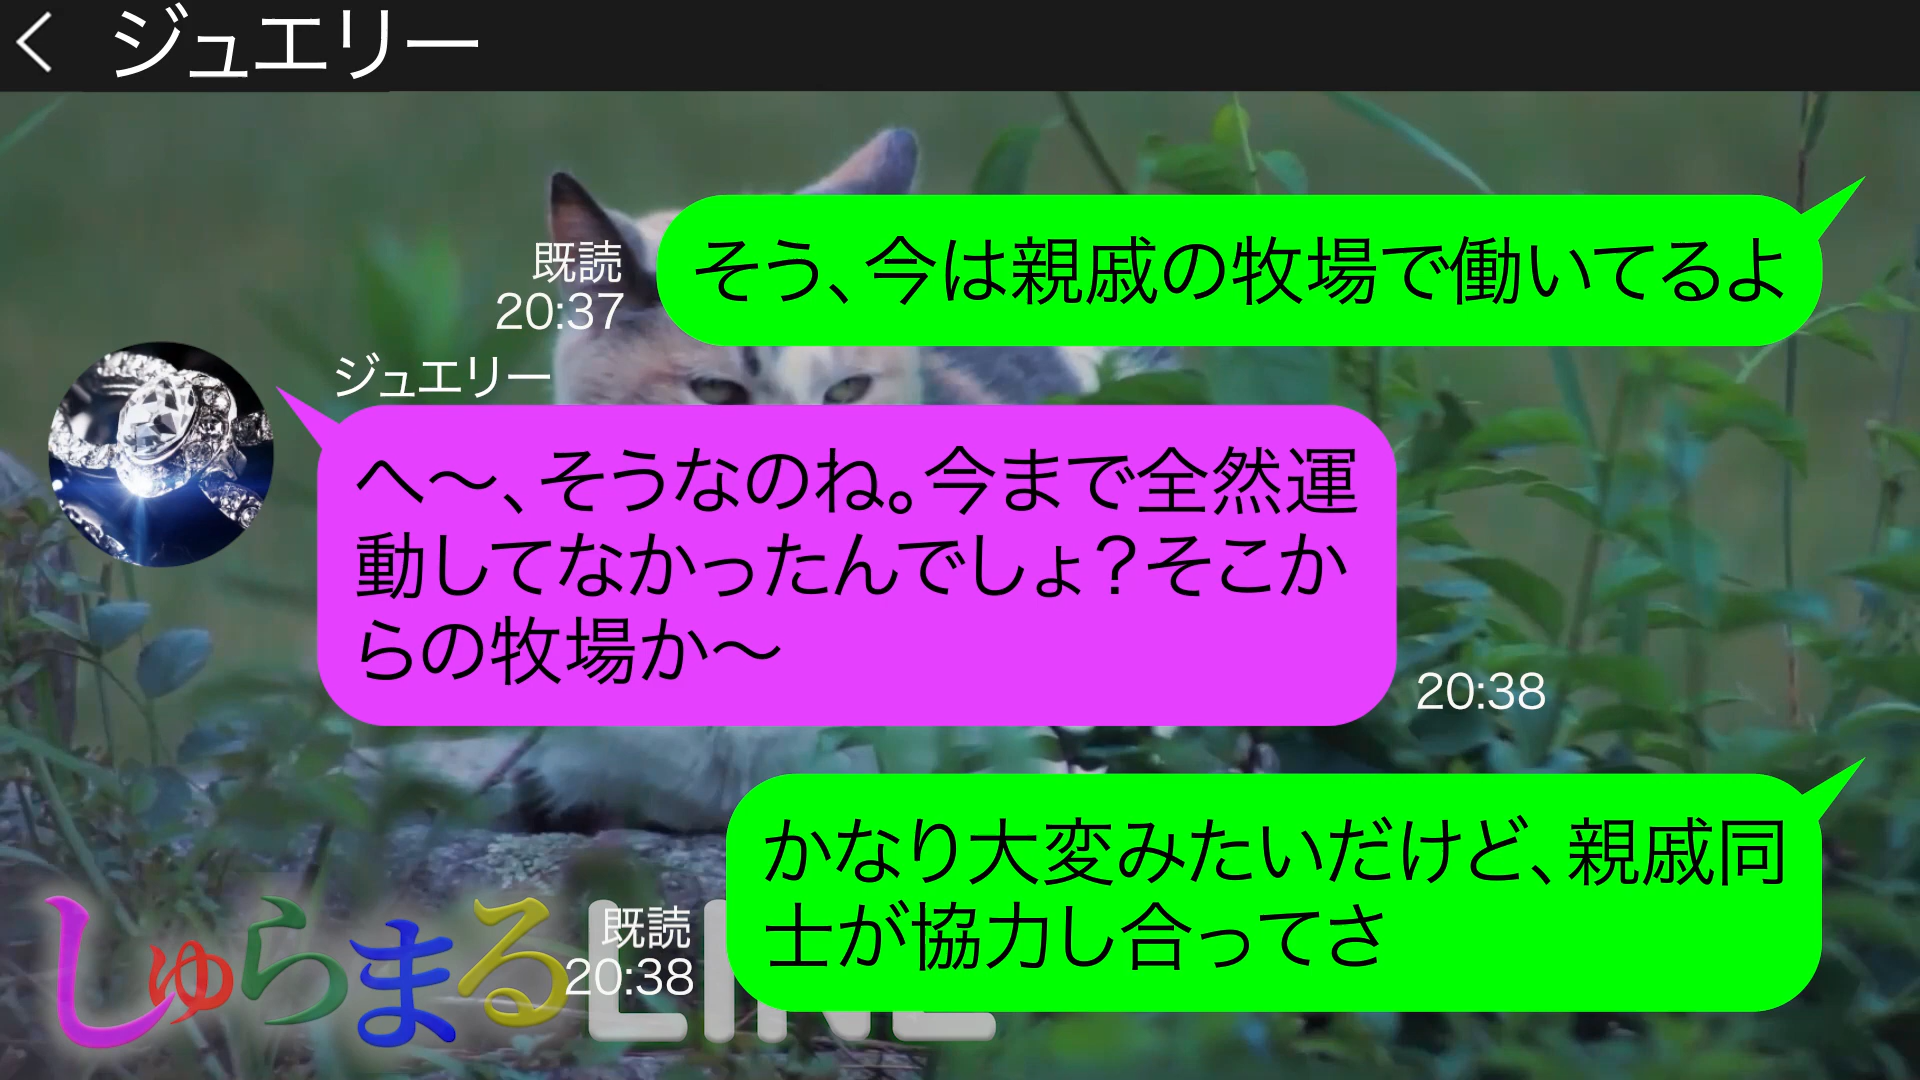 ジュエリー
そう、今は親戚の牧場で働いてるよ
既読
20:37
ジュエリー
へ〜、そうなのね。今まで全然運
動してなかったんでしょ？そこか
らの牧場か〜
20:38
かなり大変みたいだけど、親戚同
士が協力し合ってさ
既読
20:38
しゅらまるLINE